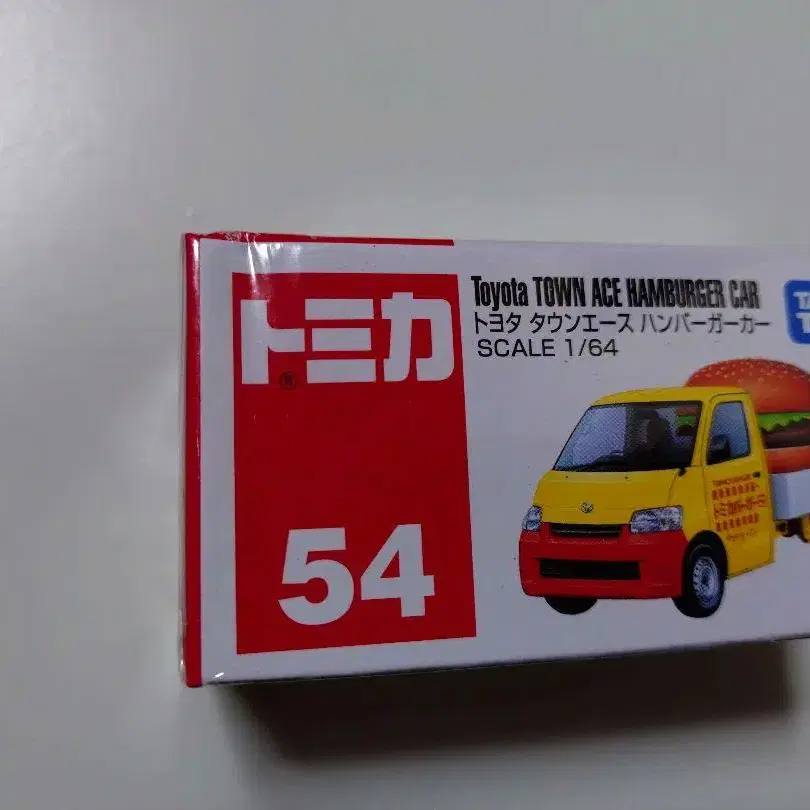 トミカ
®
54
Toyota TOWN ACE HAMBURGER CAR
トヨタ タウンエース ハンバーガーカー
SCALE 1/64
トミカバーガー